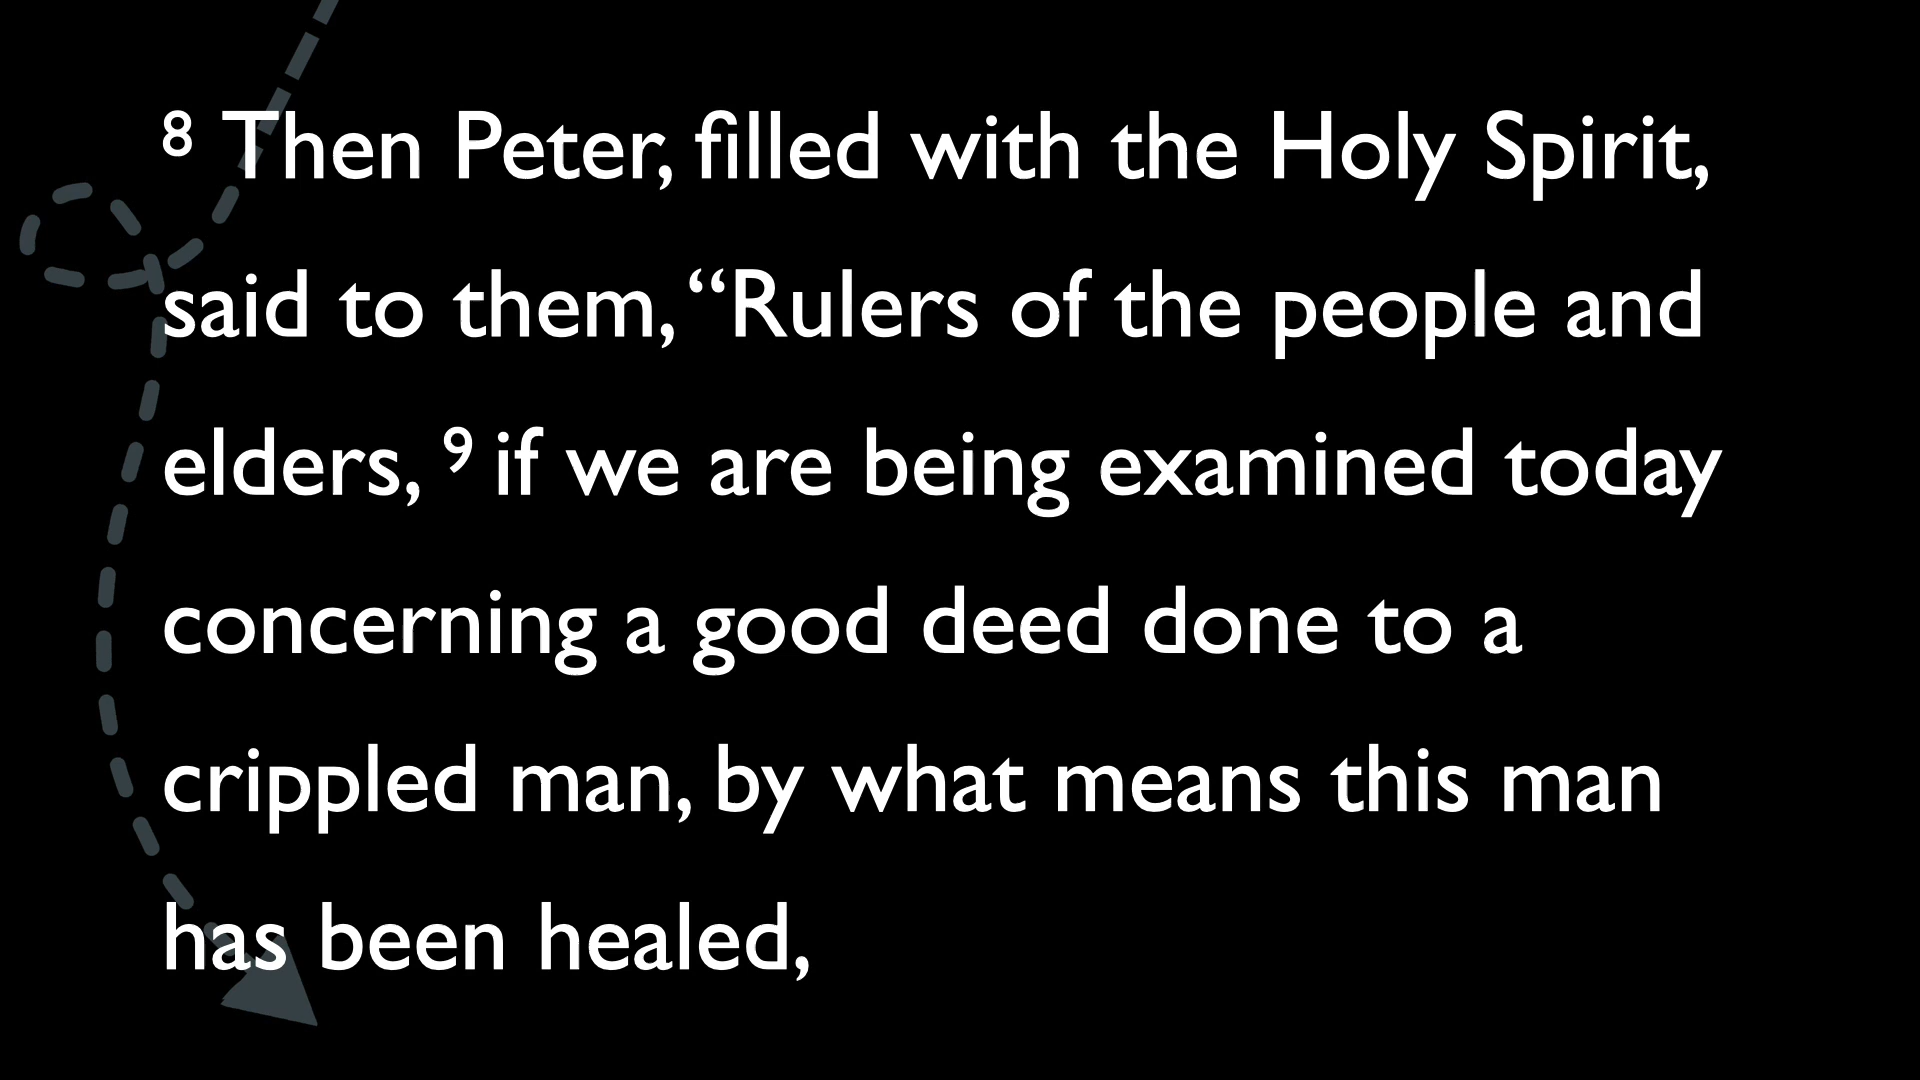 ⁸ Then Peter, filled with the Holy Spirit,
said to them, “Rulers of the people and
elders, ⁹ if we are being examined today
concerning a good deed done to a
crippled man, by what means this man
has been healed,